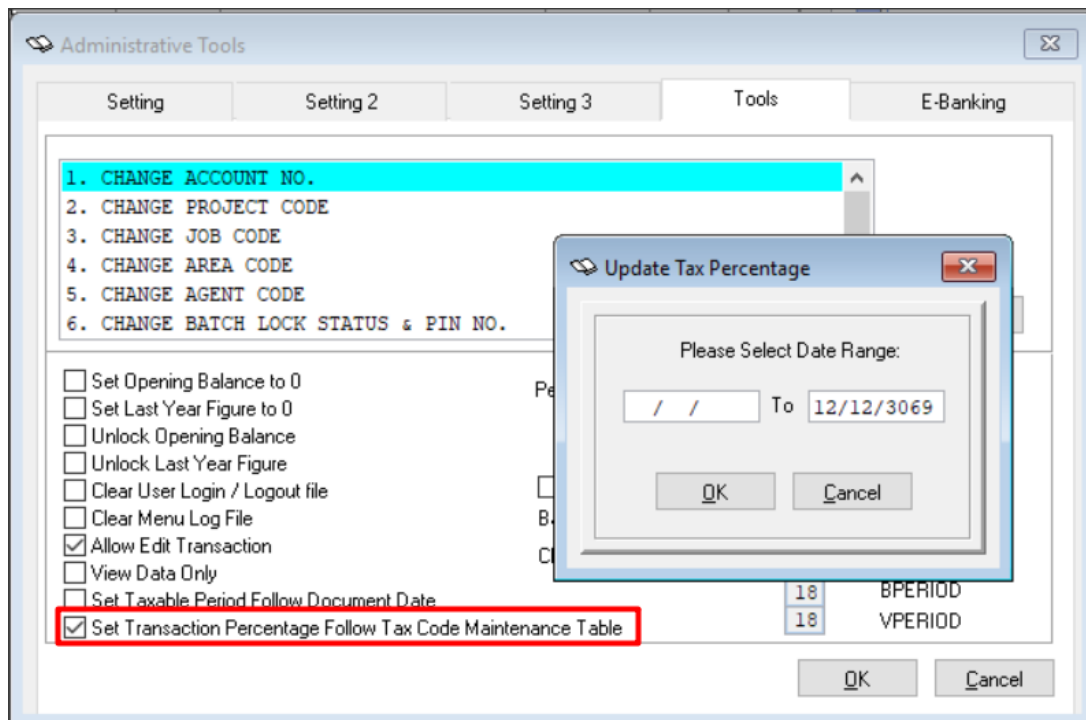 Administrative Tools
Setting
Setting 2
Setting 3
Tools
E-Banking
1. CHANGE ACCOUNT NO.
2. CHANGE PROJECT CODE
3. CHANGE JOB CODE
4. CHANGE AREA CODE
5. CHANGE AGENT CODE
6. CHANGE BATCH LOCK STATUS & PIN NO.
Set Opening Balance to 0
Set Last Year Figure to 0
Unlock Opening Balance
Unlock Last Year Figure
Clear User Login / Logout file
Clear Menu Log File
Allow Edit Transaction
View Data Only
Set Taxable Period Follow Document Date
Set Transaction Percentage Follow Tax Code Maintenance Table
18 BPERIOD
18 VPERIOD
OK Cancel
Update Tax Percentage
Please Select Date Range:
/ / To 12/12/3069
OK Cancel